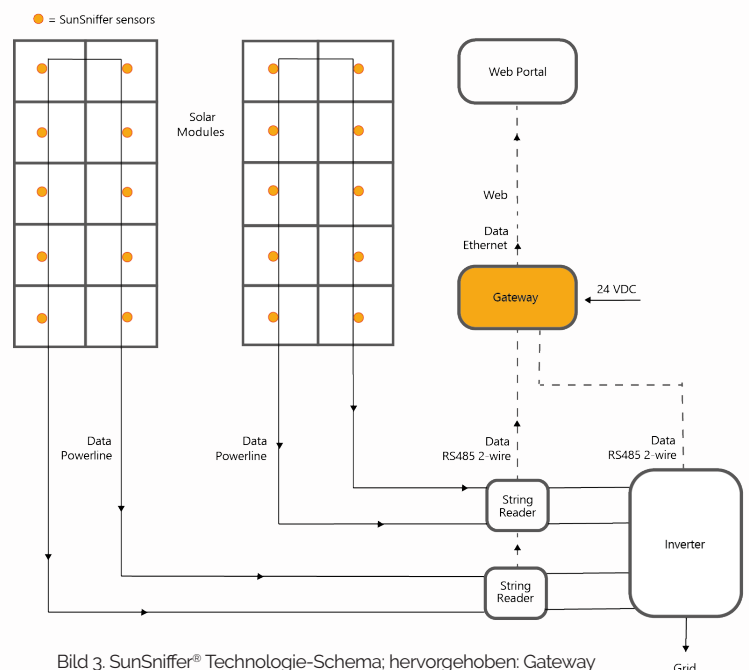 = SunSniffer sensors
Solar
Modules
Web Portal
Web
Data
Ethernet
Gateway
24 VDC
Data
Powerline
Data
Powerline
Data
RS485 2-wire
Data
RS485 2-wire
String
Reader
Inverter
String
Reader
Grid
Bild 3. SunSniffer® Technologie-Schema; hervorgehoben: Gateway